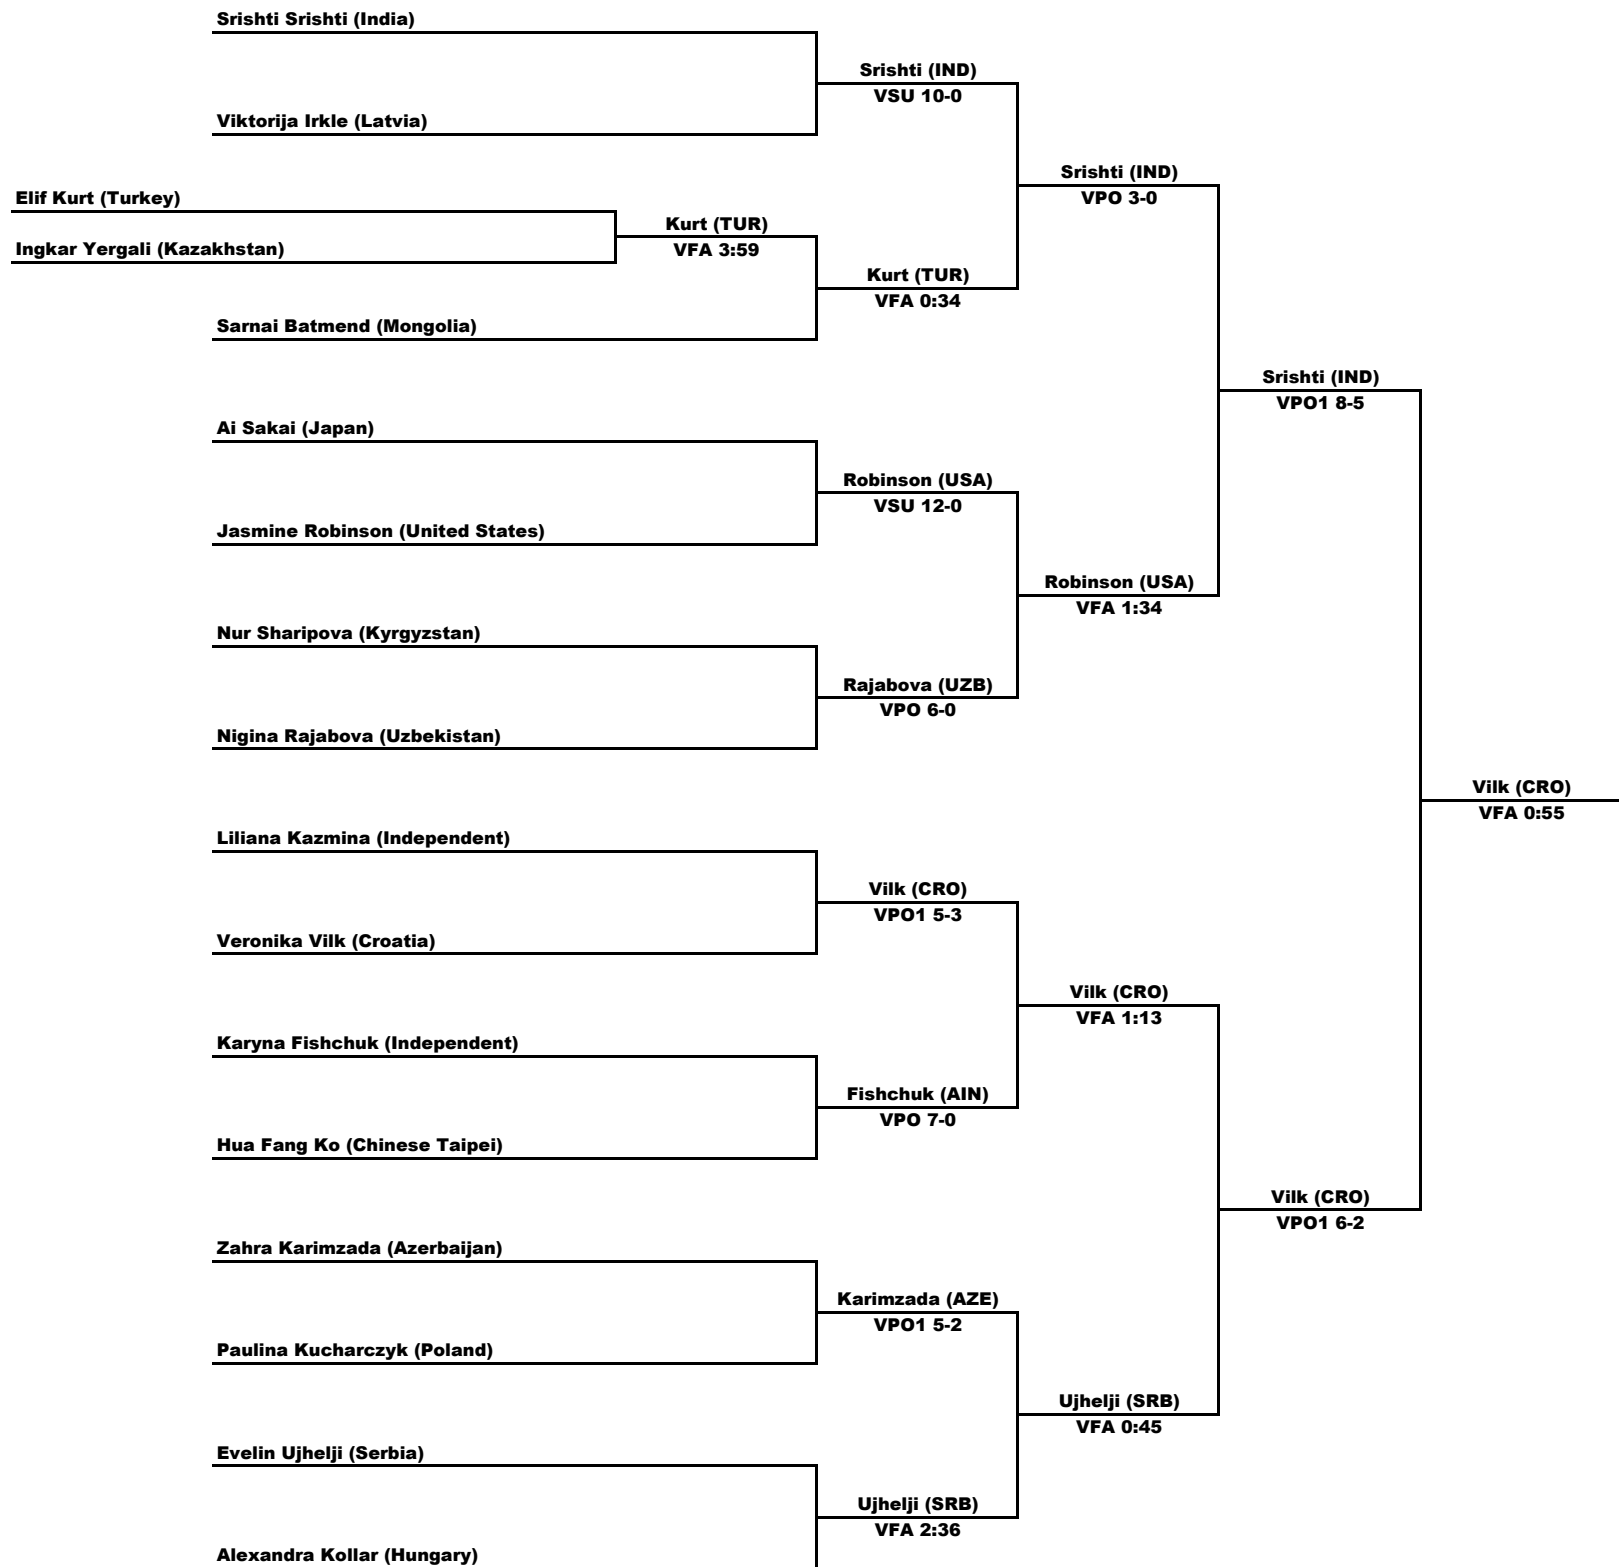 Srishti Srishti (India)
Srishti (IND)
VSU 10-0
Viktorija Irkle (Latvia)
Srishti (IND)
VPO 3-0
Elif Kurt (Turkey)
Kurt (TUR)
VFA 3:59
Ingkar Yergali (Kazakhstan)
Kurt (TUR)
VFA 0:34
Sarnai Batmend (Mongolia)
Srishti (IND)
VPO1 8-5
Ai Sakai (Japan)
Robinson (USA)
VSU 12-0
Jasmine Robinson (United States)
Robinson (USA)
VFA 1:34
Nur Sharipova (Kyrgyzstan)
Rajabova (UZB)
VPO 6-0
Nigina Rajabova (Uzbekistan)
Vilk (CRO)
VFA 0:55
Liliana Kazmina (Independent)
Vilk (CRO)
VPO1 5-3
Veronika Vilk (Croatia)
Vilk (CRO)
VFA 1:13
Karyna Fishchuk (Independent)
Fishchuk (AIN)
VPO 7-0
Hua Fang Ko (Chinese Taipei)
Vilk (CRO)
VPO1 6-2
Zahra Karimzada (Azerbaijan)
Karimzada (AZE)
VPO1 5-2
Paulina Kucharczyk (Poland)
Ujhelji (SRB)
VFA 0:45
Evelin Ujhelji (Serbia)
Ujhelji (SRB)
VFA 2:36
Alexandra Kollar (Hungary)